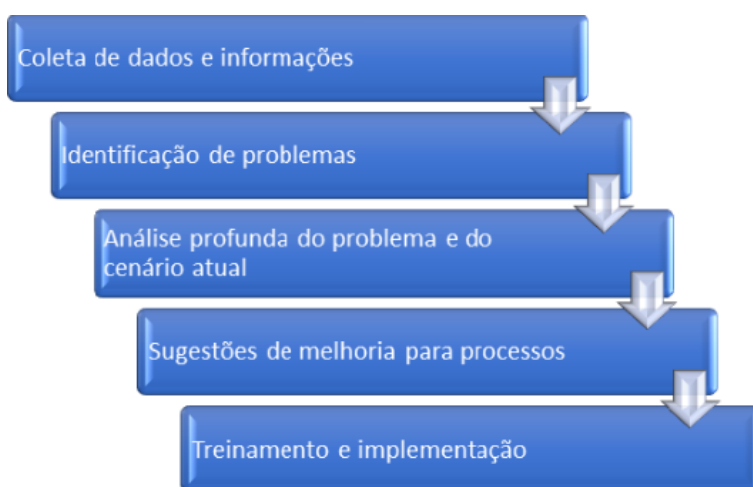 Coleta de dados e informações
Identificação de problemas
Análise profunda do problema e do
cenário atual
Sugestões de melhoria para processos
Treinamento e implementação